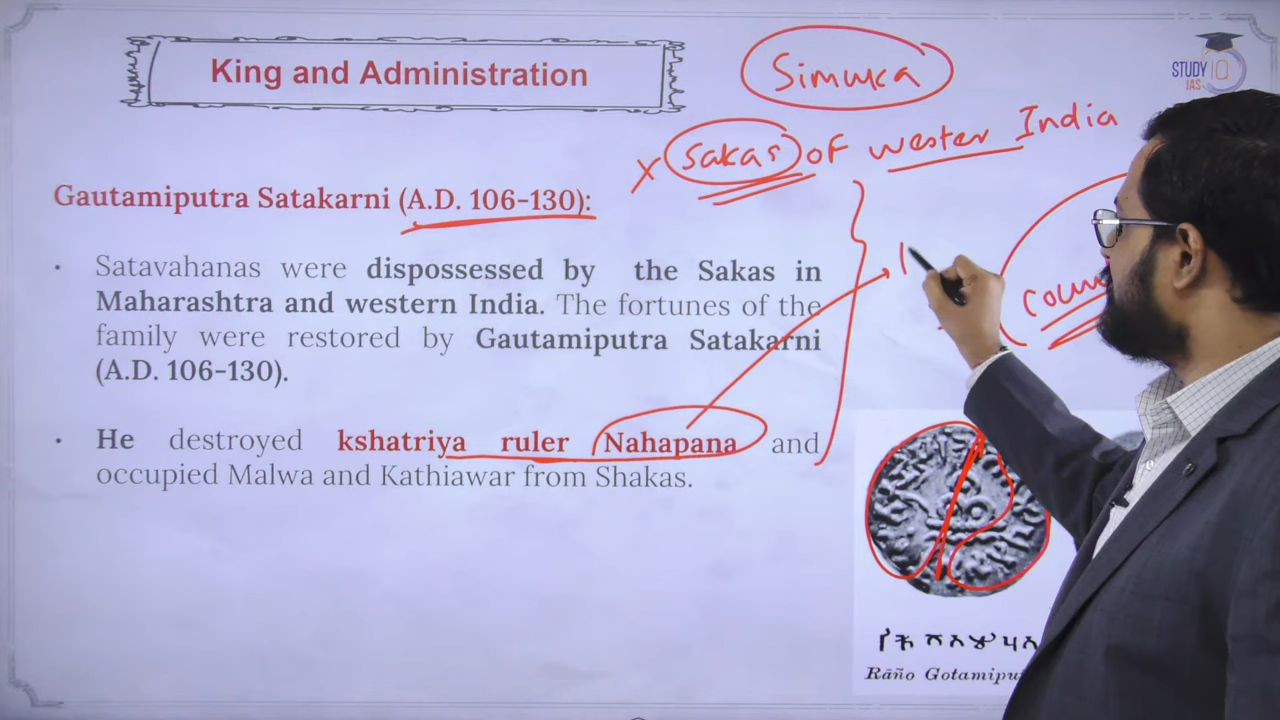 King and Administration
Simuka
STUDY IQ
IAS
x sakas of wester India
Gautamiputra Satakarni (A.D. 106-130):
• Satavahanas were dispossessed by the Sakas in
Maharashtra and western India. The fortunes of the
family were restored by Gautamiputra Satakarni
(A.D. 106-130).
• He destroyed kshatriya ruler Nahapana and
occupied Malwa and Kathiawar from Shakas.
Rāño